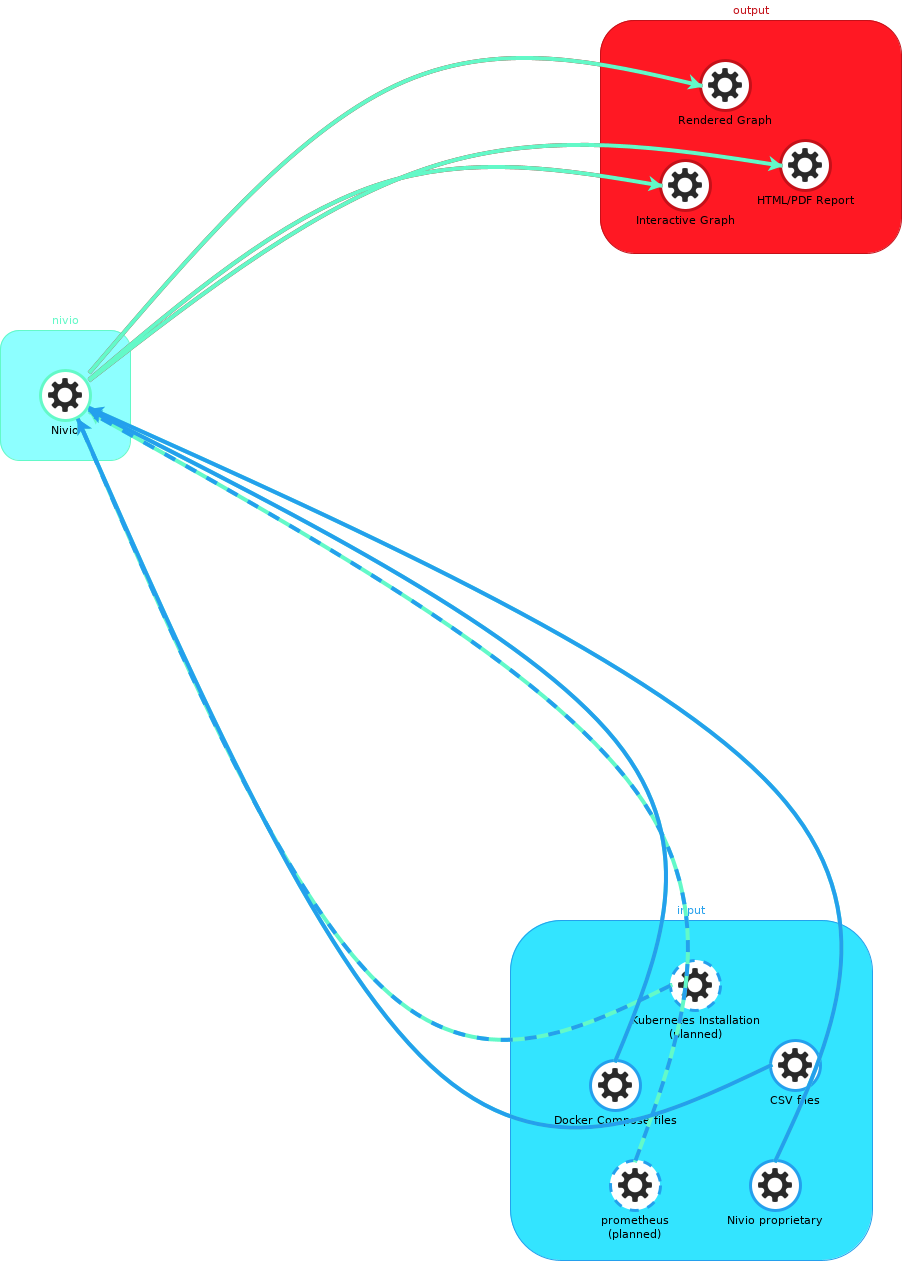 output
Rendered Graph
HTML/PDF Report
Interactive Graph
nivio
Nivio
input
Kubernetes Installation
(planned)
CSV files
Docker Compose files
prometheus
(planned)
Nivio proprietary